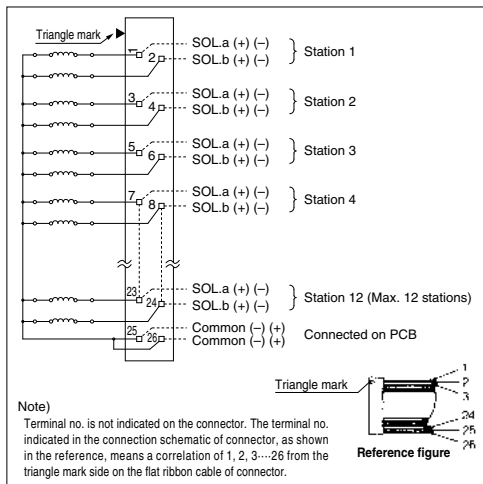 Triangle mark
1
2
SOL.a (+) (–)
SOL.b (+) (–)
Station 1
3
4
SOL.a (+) (–)
SOL.b (+) (–)
Station 2
5
6
SOL.a (+) (–)
SOL.b (+) (–)
Station 3
7
8
SOL.a (+) (–)
SOL.b (+) (–)
Station 4
23
24
SOL.a (+) (–)
SOL.b (+) (–)
Station 12 (Max. 12 stations)
25
26
Common (–) (+)
Common (–) (+)
Connected on PCB
Triangle mark
1
2
3
24
25
26
Reference figure
Note)
Terminal no. is not indicated on the connector. The terminal no.
indicated in the connection schematic of connector, as shown
in the reference, means a correlation of 1, 2, 3····26 from the
triangle mark side on the flat ribbon cable of connector.